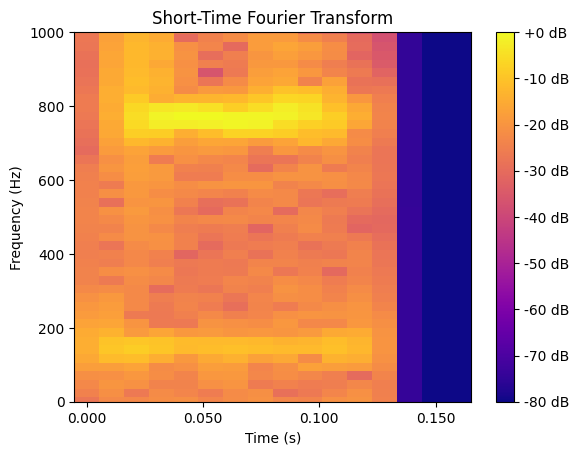 Short-Time Fourier Transform
1000
800
600
400
200
0
Frequency (Hz)
0.000
0.050
0.100
0.150
Time (s)
+0 dB
-10 dB
-20 dB
-30 dB
-40 dB
-50 dB
-60 dB
-70 dB
-80 dB